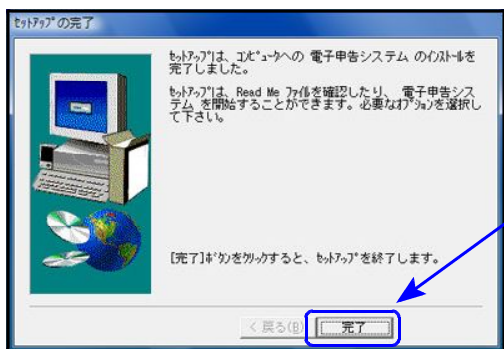 ｾｯﾄｱｯﾌﾟの完了
ｾｯﾄｱｯﾌﾟは、ｺﾝﾋﾟｭｰﾀへの 電子申告システム のｲﾝｽﾄｰﾙを
完了しました。
ｾｯﾄｱｯﾌﾟは、Read Me ﾌｧｲﾙを確認したり、 電子申告シス
テム を開始することができます。必要なｵﾌﾟｼｮﾝを選択し
て下さい。
[完了]ﾎﾞﾀﾝをｸﾘｯｸすると、ｾｯﾄｱｯﾌﾟを終了します。
< 戻る(B)
完了